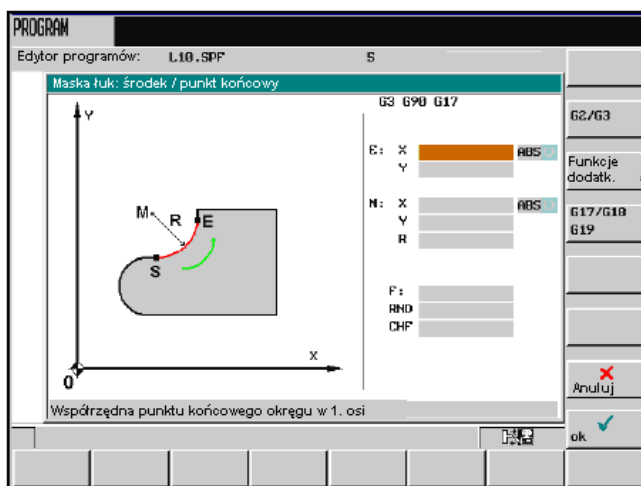 PROGRAM
Edytor programów: L10.SPF S
Maska łuk: środek / punkt końcowy
G3 G90 G17
E: X ABS
Y
M: X ABS
Y
R
F:
RND
CHF
Y
M R E
S
X
0
Współrzędna punktu końcowego okręgu w 1. osi
G2/G3
Funkcje
dodatk.
G17/G18
G19
Anuluj
ok